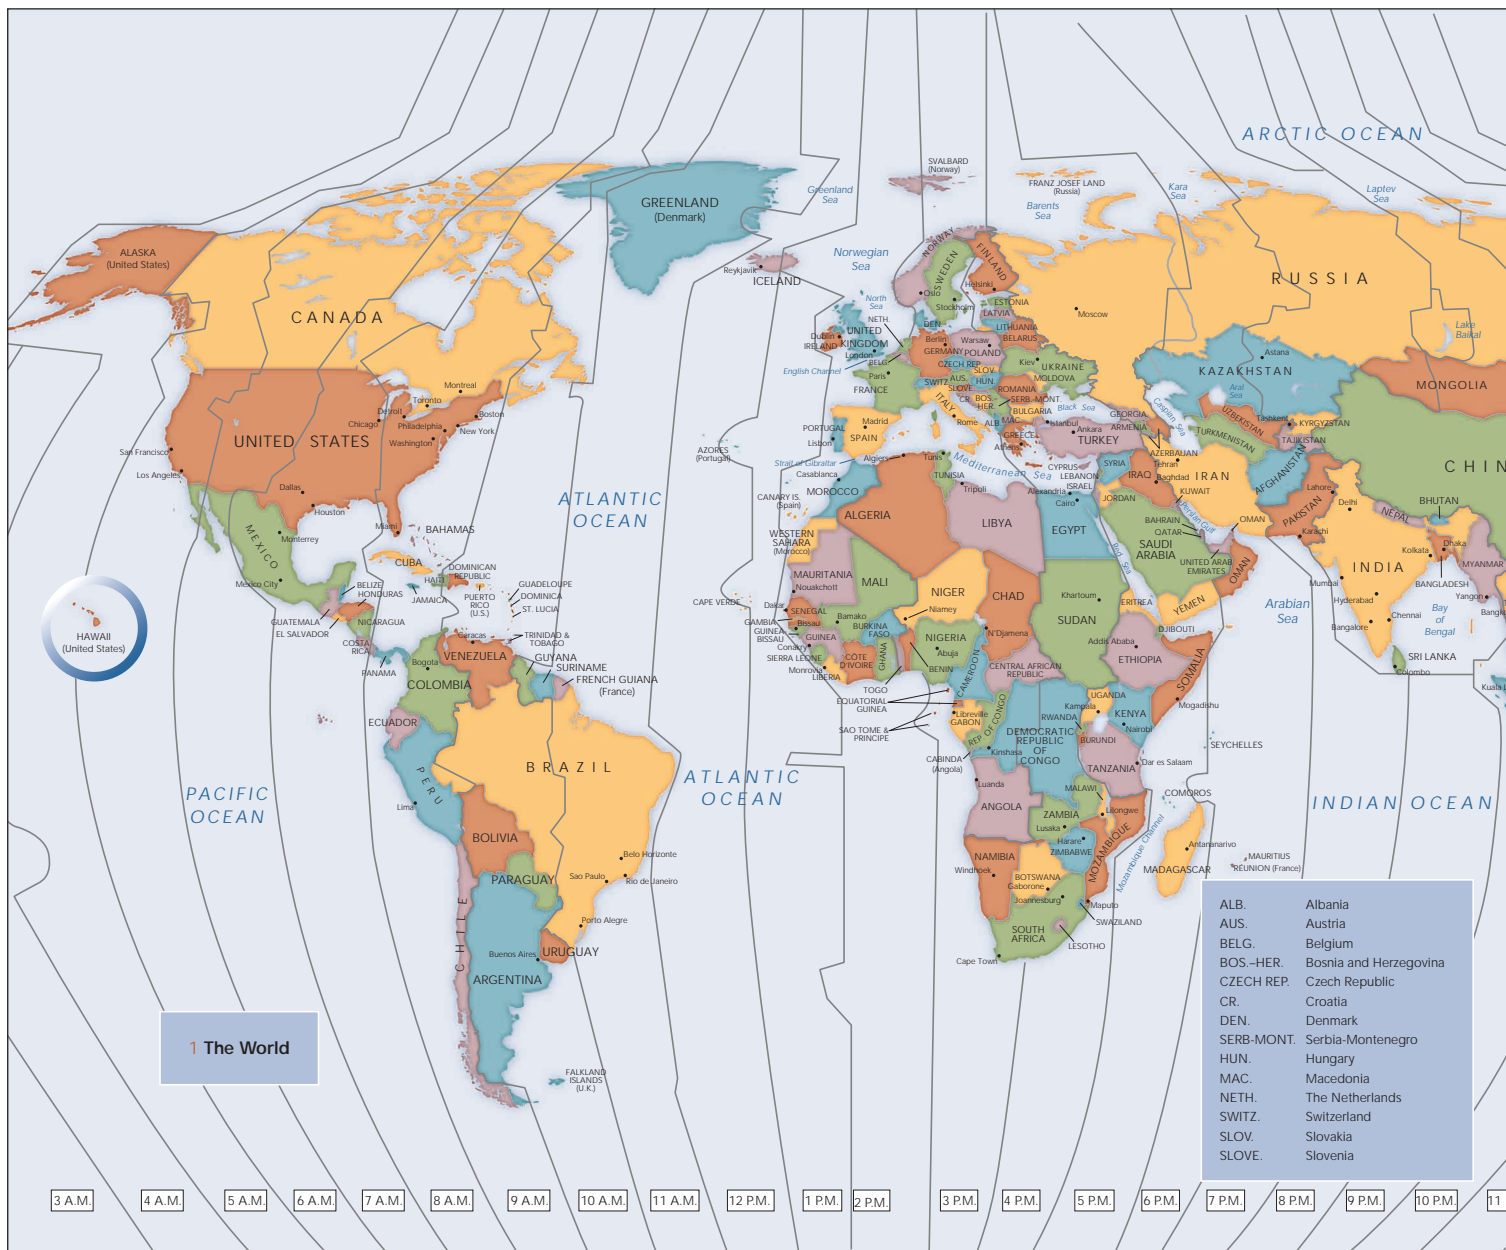 ARCTIC OCEAN
SVALBARD
(Norway)
FRANZ JOSEF LAND
(Russia)
Kara
Sea
Laptev
Sea
Greenland
Sea
Barents
Sea
GREENLAND
(Denmark)
ALASKA
(United States)
Norwegian
Sea
NORWAY
SWEDEN
FINLAND
RUSSIA
Reykjavik
ICELAND
Helsinki
Oslo
Stockholm
North
Sea
ESTONIA
LATVIA
LITHUANIA
BELARUS
Moscow
CANADA
NETH.
DEN.
Dublin
IRELAND
UNITED
KINGDOM
London
BELG.
Berlin
GERMANY
Warsaw
POLAND
Lake
Baikal
Astana
KAZAKHSTAN
MONGOLIA
English Channel
Paris
FRANCE
CZECH REP.
SLOV.
Kiev
UKRAINE
MOLDOVA
SWITZ.
AUS.
HUN.
SLOVE.
ROMANIA
CR.
BOS.-
HER.
SERB.-MONT.
BULGARIA
ITALY
Rome
ALB.
MAC.
GREECE
Athens
Black Sea
Istanbul
Ankara
TURKEY
GEORGIA
ARMENIA
AZERBAIJAN
Caspian Sea
Aral
Sea
UZBEKISTAN
TURKMENISTAN
Tashkent
KYRGYZSTAN
TAJIKISTAN
CHIN
Montreal
Toronto
Detroit
Chicago
Boston
Philadelphia
New York
Washington
UNITED STATES
San Francisco
Los Angeles
Dallas
Houston
Miami
PORTUGAL
Lisbon
Madrid
SPAIN
AZORES
(Portugal)
Strait of Gibraltar
Algiers
Tunis
Casablanca
Mediterranean Sea
TUNISIA
Tripoli
CYPRUS
LEBANON
ISRAEL
SYRIA
Alexandria
Cairo
JORDAN
IRAQ
Baghdad
Tehran
IRAN
KUWAIT
AFGHANISTAN
Lahore
PAKISTAN
Karachi
Delhi
NEPAL
BHUTAN
ATLANTIC
OCEAN
CANARY IS.
(Spain)
MOROCCO
WESTERN
SAHARA
(Morocco)
ALGERIA
LIBYA
EGYPT
BAHRAIN
QATAR
Persian Gulf
OMAN
SAUDI
ARABIA
UNITED ARAB
EMIRATES
OMAN
Red Sea
YEMEN
Kolkata
Dhaka
INDIA
BANGLADESH
MYANMAR
Yangon
Mumbai
Hyderabad
Chennai
Bangalore
Arabian
Sea
Bay
of
Bengal
SRI LANKA
Colombo
MEXICO
Monterrey
Mexico City
BAHAMAS
CUBA
HAITI
DOMINICAN
REPUBLIC
BELIZE
HONDURAS
JAMAICA
PUERTO
RICO
(U.S.)
GUADELOUPE
DOMINICA
ST. LUCIA
GUATEMALA
EL SALVADOR
NICARAGUA
COSTA
RICA
PANAMA
Caracas
TRINIDAD &
TOBAGO
HAWAII
(United States)
CAPE VERDE
MAURITANIA
Nouakchott
MALI
NIGER
Niamey
CHAD
SUDAN
Khartoum
ERITREA
DJIBOUTI
Dakar
SENEGAL
GAMBIA
Bissau
GUINEA-
BISSAU
Bamako
GUINEA
Conakry
SIERRA LEONE
Monrovia
LIBERIA
BURKINA
FASO
CÔTE
D'IVOIRE
GHANA
TOGO
BENIN
NIGERIA
Abuja
N'Djamena
CAMEROON
CENTRAL AFRICAN
REPUBLIC
Addis Ababa
ETHIOPIA
SOMALIA
Mogadishu
EQUATORIAL
GUINEA
SAO TOME &
PRINCIPE
Libreville
GABON
REP. OF CONGO
CABINDA
(Angola)
Kinshasa
DEMOCRATIC
REPUBLIC
OF
CONGO
UGANDA
Kampala
RWANDA
BURUNDI
KENYA
Nairobi
TANZANIA
Dar es Salaam
SEYCHELLES
COMOROS
Luanda
ANGOLA
ZAMBIA
Lusaka
MALAWI
Lilongwe
Harare
ZIMBABWE
MOZAMBIQUE
Mozambique Channel
Antananarivo
MADAGASCAR
MAURITIUS
RÉUNION (France)
NAMIBIA
Windhoek
BOTSWANA
Gaborone
Joannesburg
Maputo
SWAZILAND
LESOTHO
SOUTH
AFRICA
Cape Town
INDIAN OCEAN
VENEZUELA
GUYANA
SURINAME
FRENCH GUIANA
(France)
Bogota
COLOMBIA
ECUADOR
PERU
Lima
BRAZIL
PACIFIC
OCEAN
ATLANTIC
OCEAN
BOLIVIA
PARAGUAY
Belo Horizonte
Sao Paulo
Rio de Janeiro
Porto Alegre
CHILE
Buenos Aires
URUGUAY
ARGENTINA
FALKLAND
ISLANDS
(U.K.)
1 The World
ALB. Albania
AUS. Austria
BELG. Belgium
BOS.–HER. Bosnia and Herzegovina
CZECH REP. Czech Republic
CR. Croatia
DEN. Denmark
SERB-MONT. Serbia-Montenegro
HUN. Hungary
MAC. Macedonia
NETH. The Netherlands
SWITZ. Switzerland
SLOV. Slovakia
SLOVE. Slovenia
3 A.M. 4 A.M. 5 A.M. 6 A.M. 7 A.M. 8 A.M. 9 A.M. 10 A.M. 11 A.M. 12 P.M. 1 P.M. 2 P.M. 3 P.M. 4 P.M. 5 P.M. 6 P.M. 7 P.M. 8 P.M. 9 P.M. 10 P.M. 11